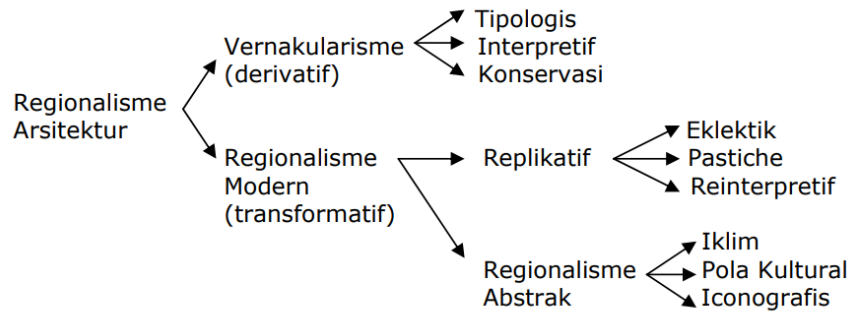 Regionalisme
Arsitektur
Vernakularisme
(derivatif)
Tipologis
Interpretif
Konservasi
Regionalisme
Modern
(transformatif)
Replikatif
Eklektik
Pastiche
Reinterpretif
Regionalisme
Abstrak
Iklim
Pola Kultural
Iconografis